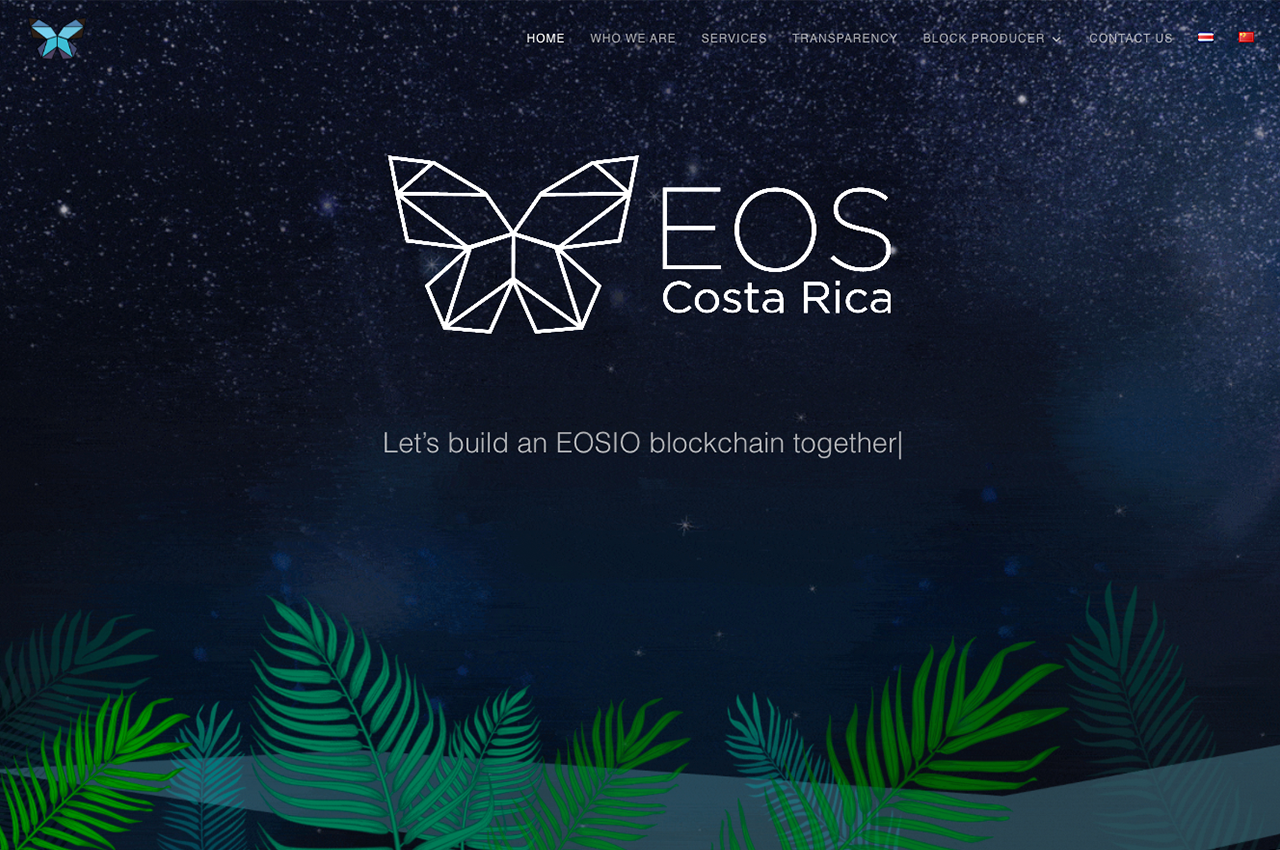 HOME WHO WE ARE SERVICES TRANSPARENCY BLOCK PRODUCER CONTACT US
EOS
Costa Rica
Let’s build an EOSIO blockchain together|